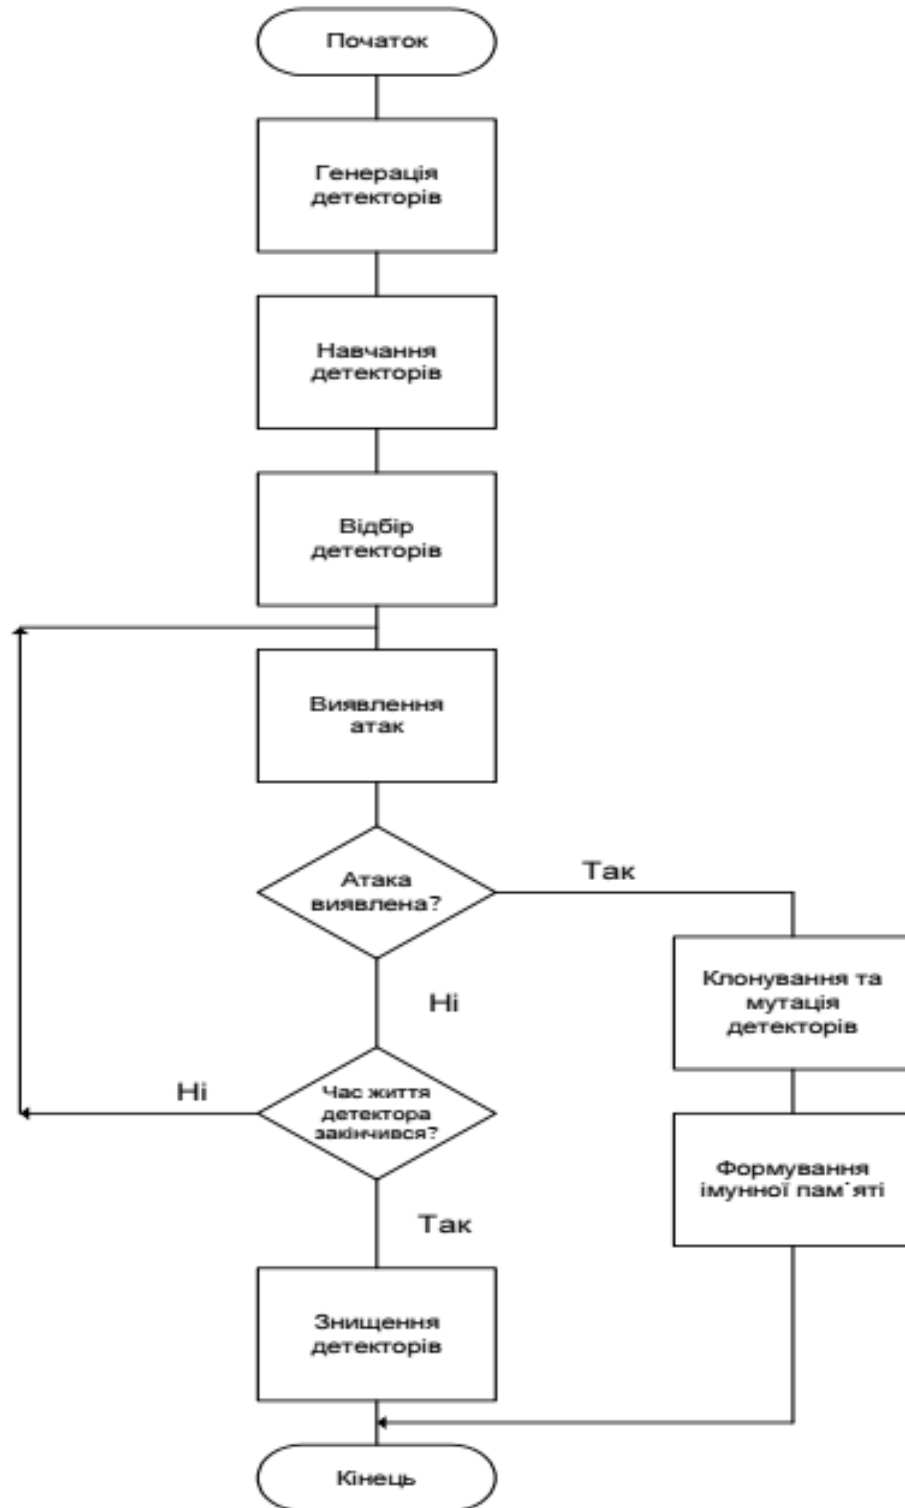 Початок
Генерація
детекторів
Навчання
детекторів
Відбір
детекторів
Виявлення
атак
Атака
виявлена?
Так
Клонування та
мутація
детекторів
Ні
Ні
Час життя
детектора
закінчився?
Формування
імунної пам`яті
Так
Знищення
детекторів
Кінець